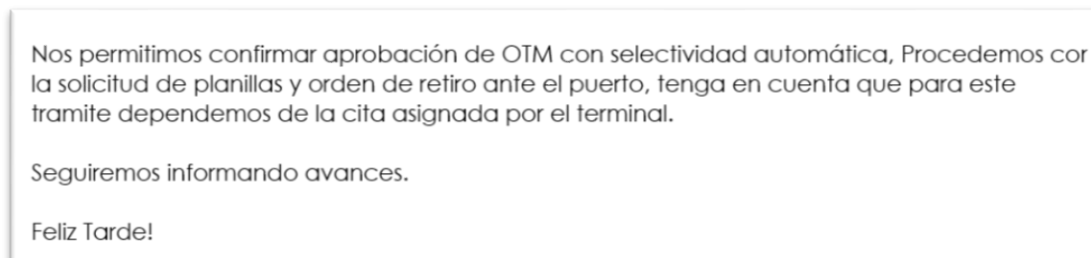 Nos permitimos confirmar aprobación de OTM con selectividad automática, Procedemos con
la solicitud de planillas y orden de retiro ante el puerto, tenga en cuenta que para este
tramite dependemos de la cita asignada por el terminal.
Seguiremos informando avances.
Feliz Tarde!